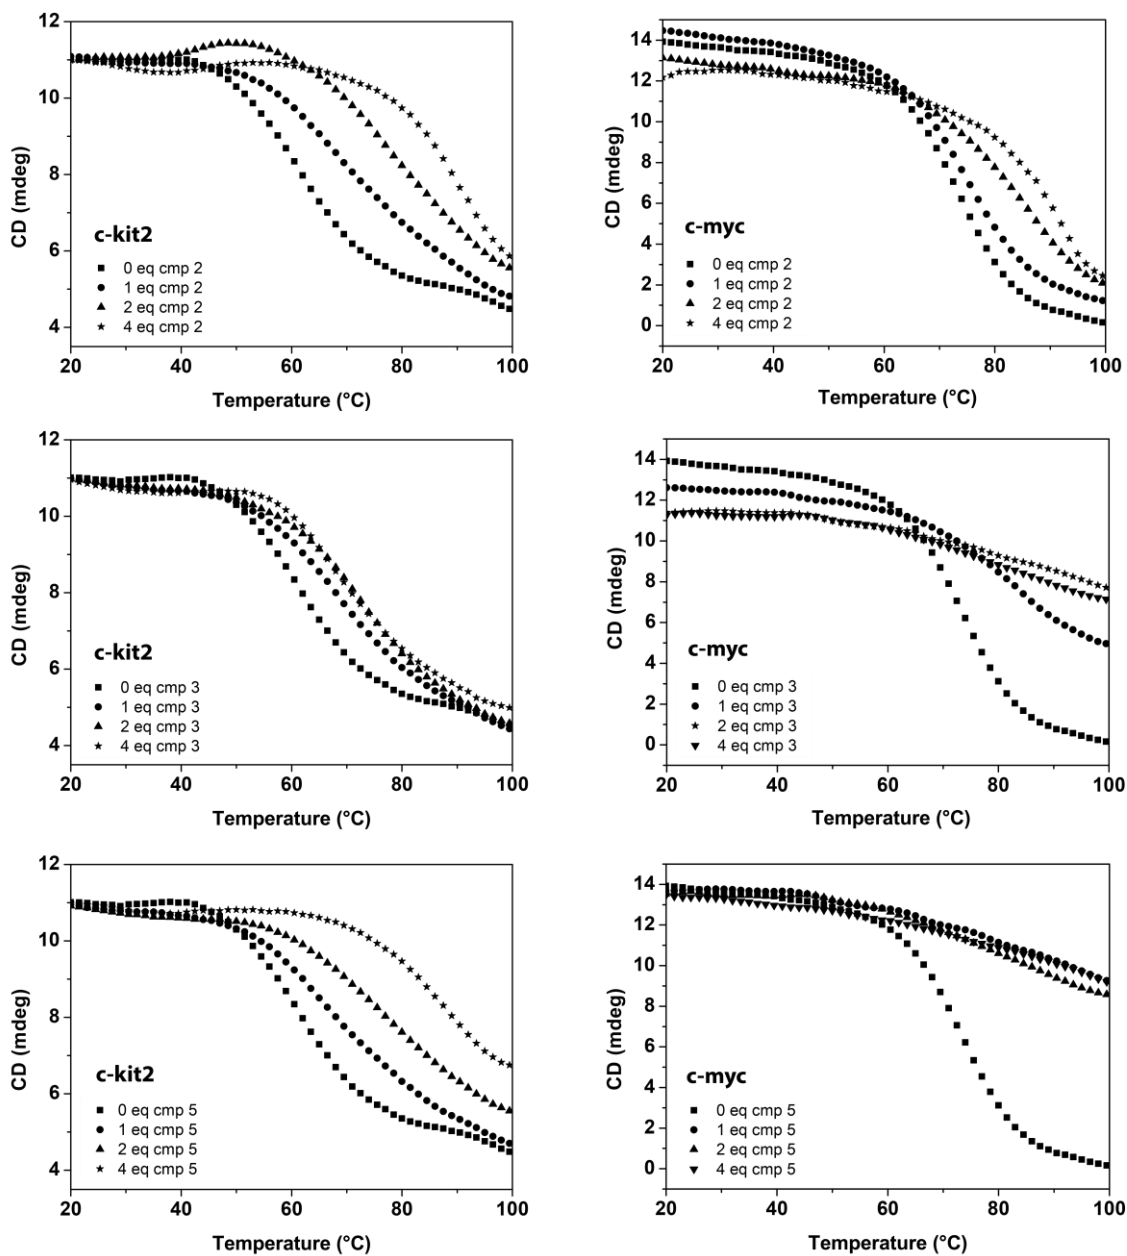 12
10
8
6
4
CD (mdeg)
c-kit2
0 eq cmp 2
1 eq cmp 2
2 eq cmp 2
4 eq cmp 2
20 40 60 80 100
Temperature (°C)
14
12
10
8
6
4
2
0
CD (mdeg)
c-myc
0 eq cmp 2
1 eq cmp 2
2 eq cmp 2
4 eq cmp 2
20 40 60 80 100
Temperature (°C)
12
10
8
6
4
CD (mdeg)
c-kit2
0 eq cmp 3
1 eq cmp 3
2 eq cmp 3
4 eq cmp 3
20 40 60 80 100
Temperature (°C)
14
12
10
8
6
4
2
0
CD (mdeg)
c-myc
0 eq cmp 3
1 eq cmp 3
2 eq cmp 3
4 eq cmp 3
20 40 60 80 100
Temperature (°C)
12
10
8
6
4
CD (mdeg)
c-kit2
0 eq cmp 5
1 eq cmp 5
2 eq cmp 5
4 eq cmp 5
20 40 60 80 100
Temperature (°C)
14
12
10
8
6
4
2
0
CD (mdeg)
c-myc
0 eq cmp 5
1 eq cmp 5
2 eq cmp 5
4 eq cmp 5
20 40 60 80 100
Temperature (°C)